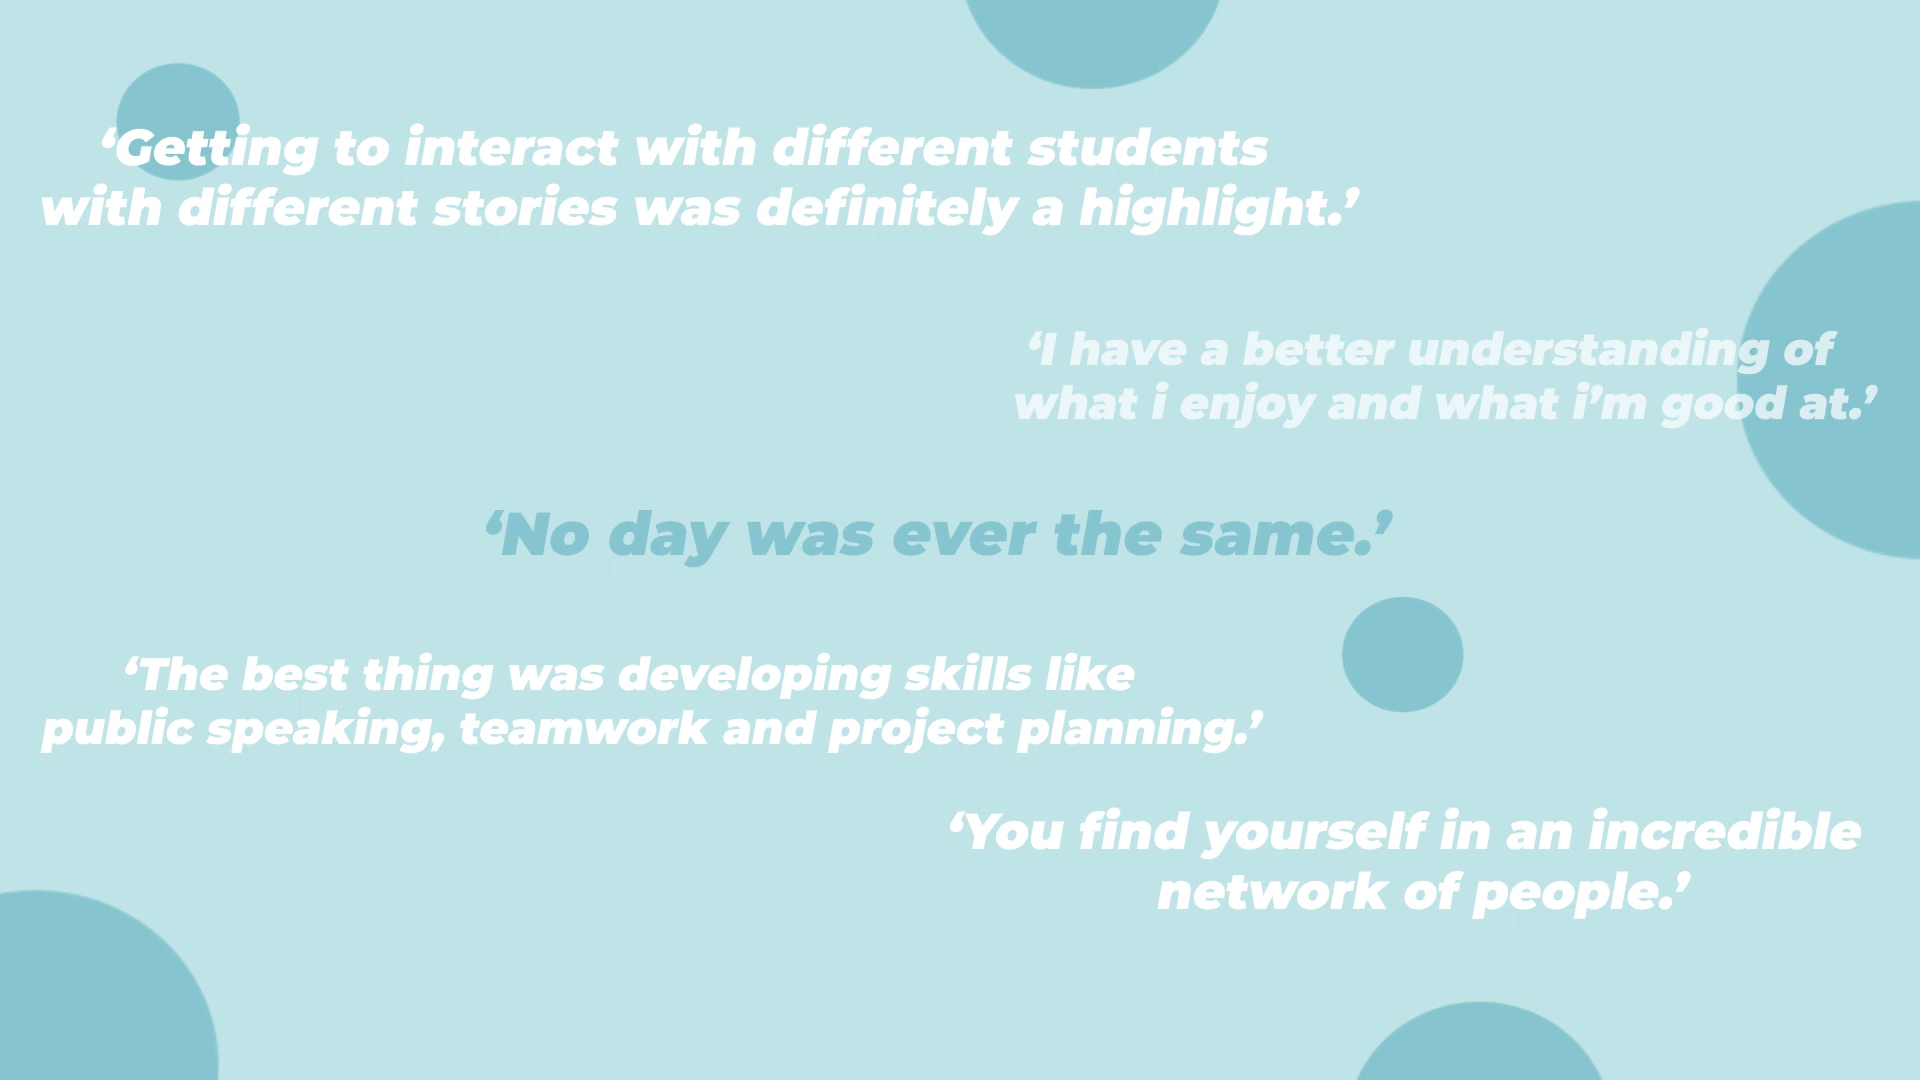 ‘Getting to interact with different students
with different stories was definitely a highlight.’
‘I have a better understanding of
what i enjoy and what i’m good at.’
‘No day was ever the same.’
‘The best thing was developing skills like
public speaking, teamwork and project planning.’
‘You find yourself in an incredible
network of people.’